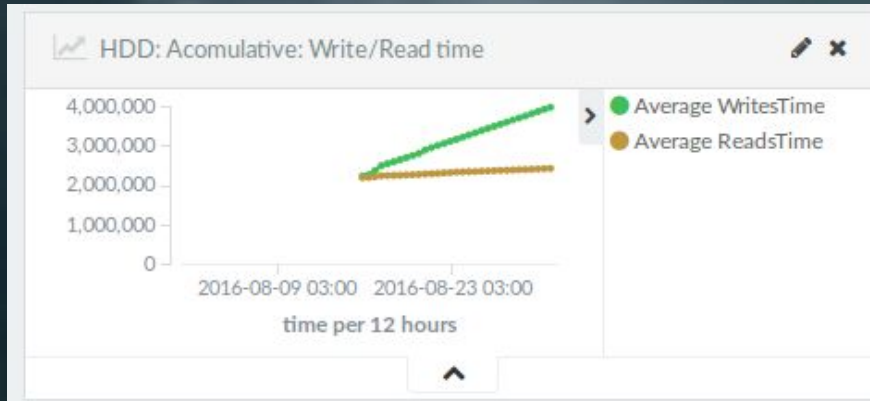 HDD: Acomulative: Write/Read time
4,000,000
3,000,000
2,000,000
1,000,000
0
2016-08-09 03:00 2016-08-23 03:00
time per 12 hours
Average WritesTime
Average ReadsTime